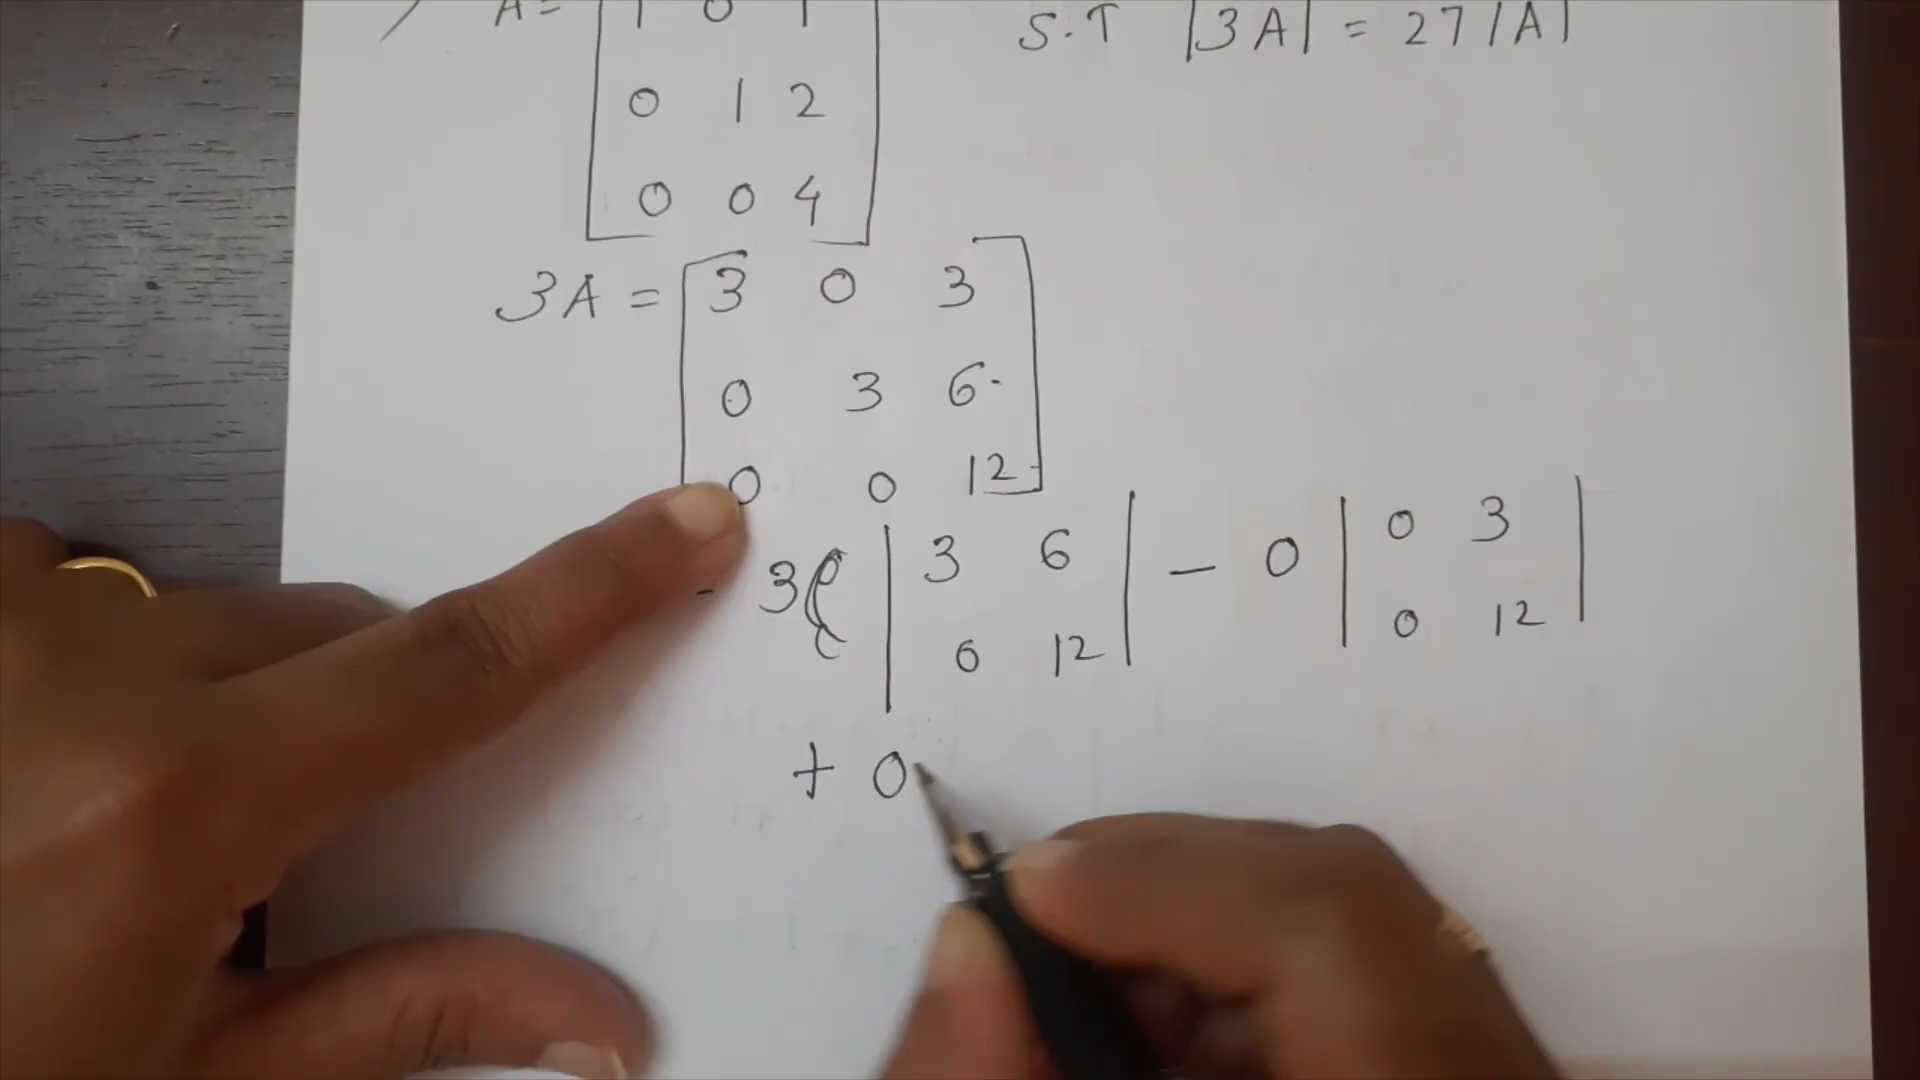 A = 1 0 1 S.T |3A| = 27 |A|
0 1 2
0 0 4
3A = 3 0 3
0 3 6
0 0 12
3 | 3 6 | - 0 | 0 3 |
0 12 0 12
+ 0